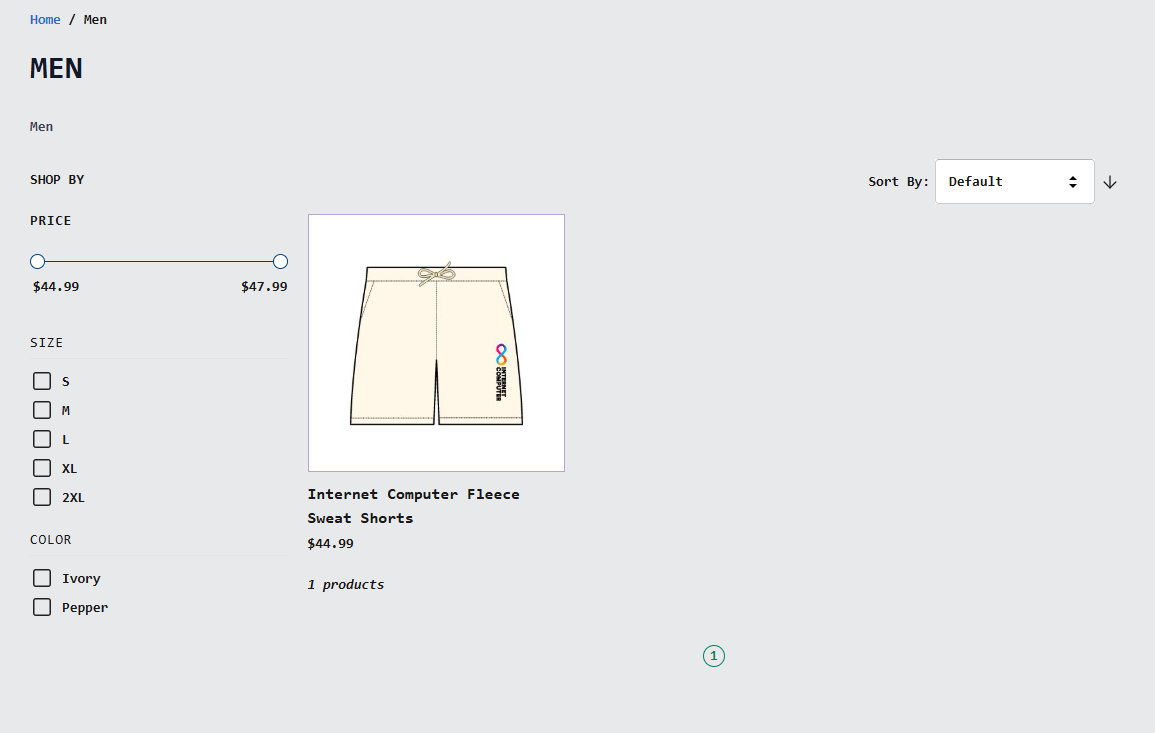 Home / Men
MEN
Men
SHOP BY
Sort By: Default
PRICE
$44.99 $47.99
SIZE
S
M
L
XL
2XL
COLOR
Ivory
Pepper
INTERNET
COMPUTER
Internet Computer Fleece
Sweat Shorts
$44.99
1 products
1